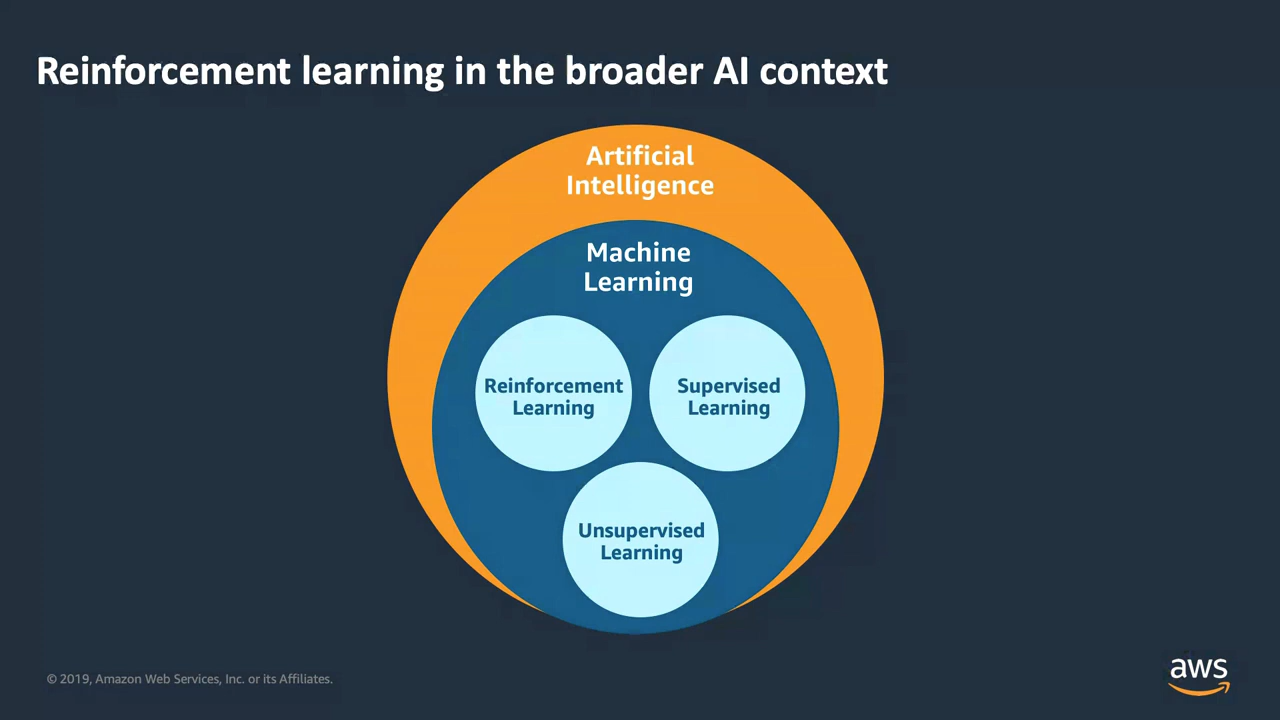 Reinforcement learning in the broader AI context
Artificial
Intelligence
Machine
Learning
Reinforcement
Learning
Supervised
Learning
Unsupervised
Learning
© 2019, Amazon Web Services, Inc. or its Affiliates.
aws